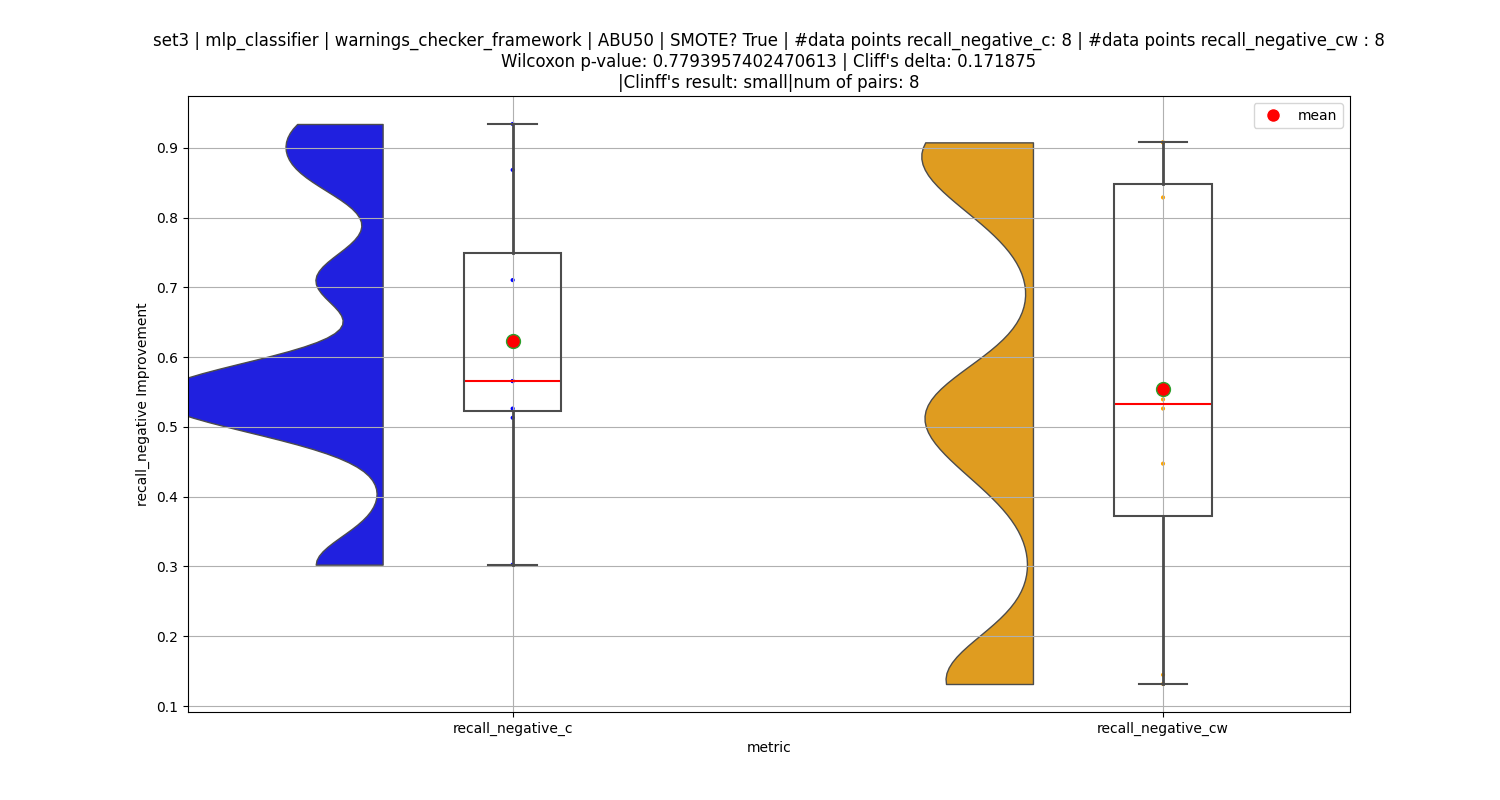 set3 | mlp_classifier | warnings_checker_framework | ABU50 | SMOTE? True | #data points recall_negative_c: 8 | #data points recall_negative_cw : 8
Wilcoxon p-value: 0.7793957402470613 | Cliff's delta: 0.171875
|Clinff's result: small|num of pairs: 8
mean
0.9
0.8
0.7
0.6
0.5
0.4
0.3
0.2
0.1
recall_negative Improvement
recall_negative_c
recall_negative_cw
metric